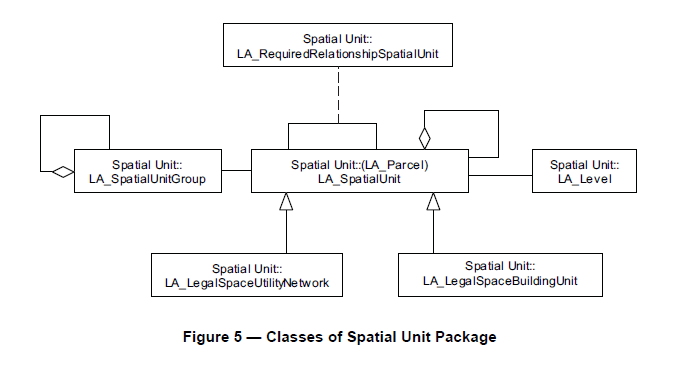 Spatial Unit::
LA_RequiredRelationshipSpatialUnit
Spatial Unit::
LA_SpatialUnitGroup
Spatial Unit::(LA_Parcel)
LA_SpatialUnit
Spatial Unit::
LA_Level
Spatial Unit::
LA_LegalSpaceUtilityNetwork
Spatial Unit::
LA_LegalSpaceBuildingUnit
Figure 5 — Classes of Spatial Unit Package